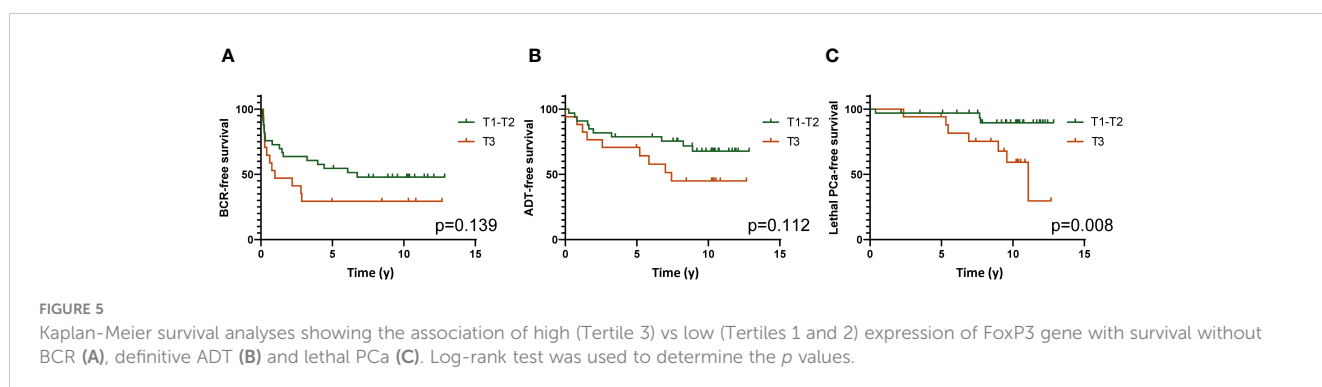 A
BCR-free survival
100
50
0
0 5 10 15
Time (y)
T1-T2
T3
p=0.139
B
ADT-free survival
100
50
0
0 5 10 15
Time (y)
T1-T2
T3
p=0.112
C
Lethal PCa-free survival
100
50
0
0 5 10 15
Time (y)
T1-T2
T3
p=0.008
FIGURE 5
Kaplan-Meier survival analyses showing the association of high (Tertile 3) vs low (Tertiles 1 and 2) expression of FoxP3 gene with survival without
BCR (A), definitive ADT (B) and lethal PCa (C). Log-rank test was used to determine the p values.